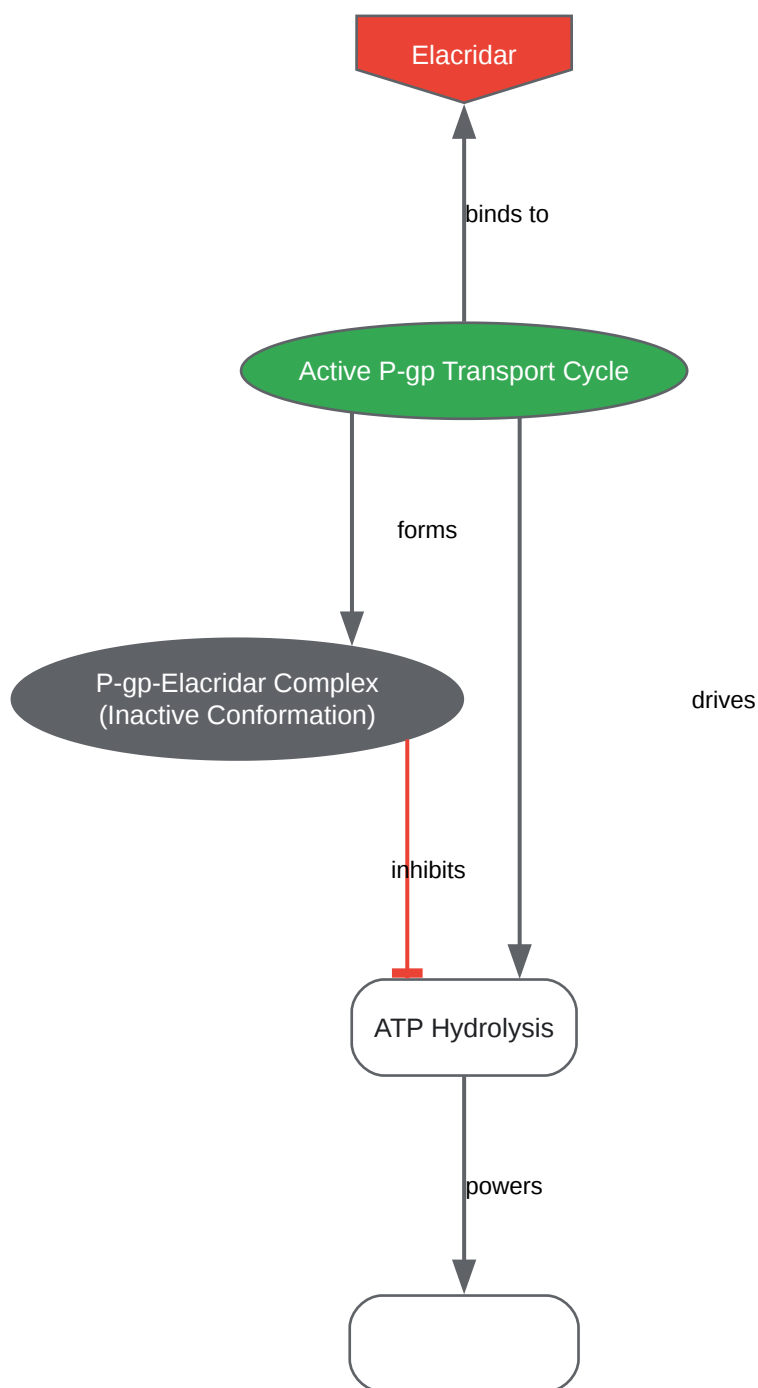 Elacridar
binds to
Active P-gp Transport Cycle
forms
P-gp-Elacridar Complex
(Inactive Conformation)
drives
inhibits
ATP Hydrolysis
powers